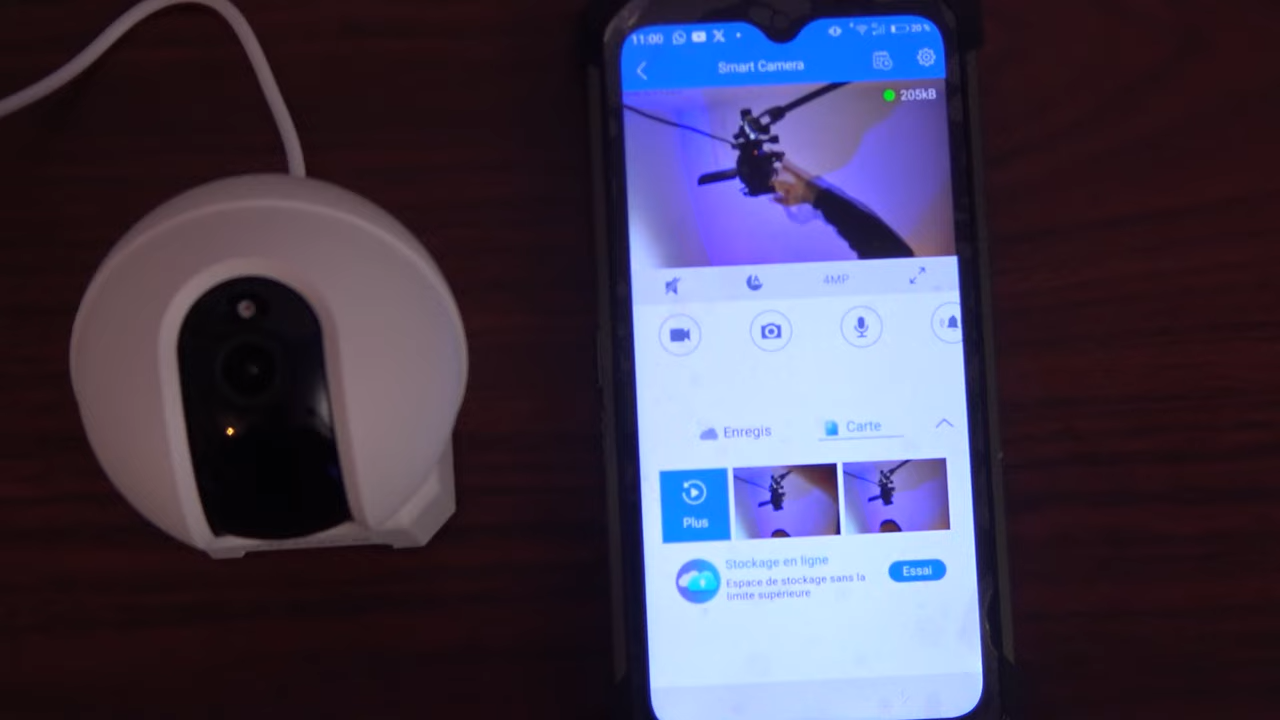 11:00
20%
Smart Camera
205kB
4MP
Enregis
Carte
Plus
Stockage en ligne
Espace de stockage sans la
limite supérieure
Essai